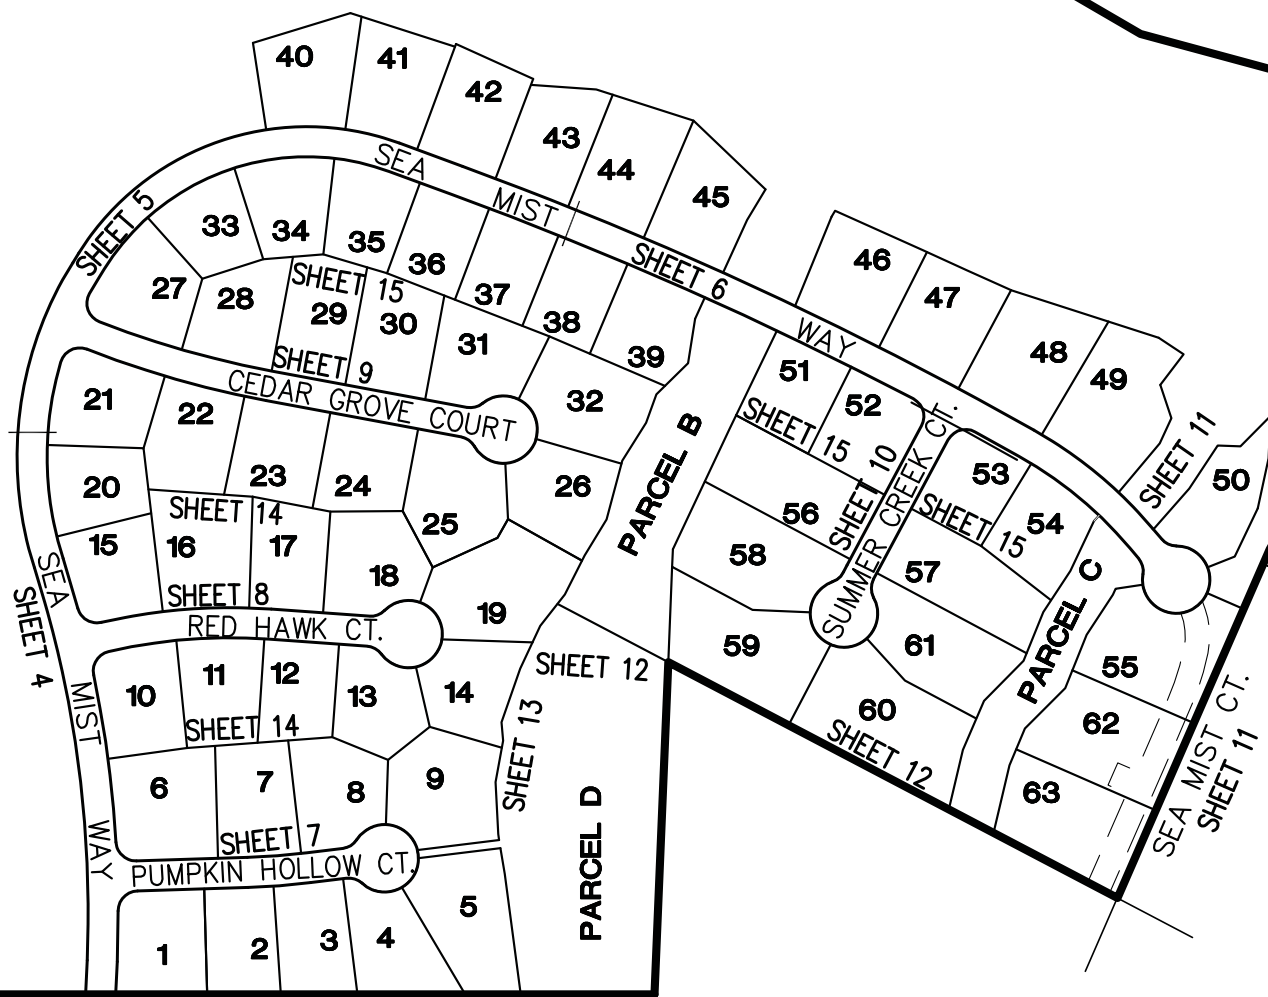 40
41
42
43
44
45
46
47
48
49
50
SEA
MIST
SHEET 5
SHEET 6
WAY
33
34
35
36
37
38
39
27
28
SHEET 15
29
30
31
32
SHEET 9
CEDAR GROVE COURT
21
22
23
24
25
26
20
SHEET 14
15
16
17
18
19
SHEET 8
RED HAWK CT.
SEA
SHEET 4
MIST
WAY
10
11
12
13
14
SHEET 14
6
7
8
9
SHEET 7
PUMPKIN HOLLOW CT.
1
2
3
4
5
SHEET 12
SHEET 13
PARCEL D
PARCEL B
51
52
SHEET 15
SHEET 10
SUMMER CREEK CT.
53
54
SHEET 15
56
57
58
59
60
61
SHEET 12
PARCEL C
55
62
63
SHEET 11
SEA MIST CT.
SHEET 11